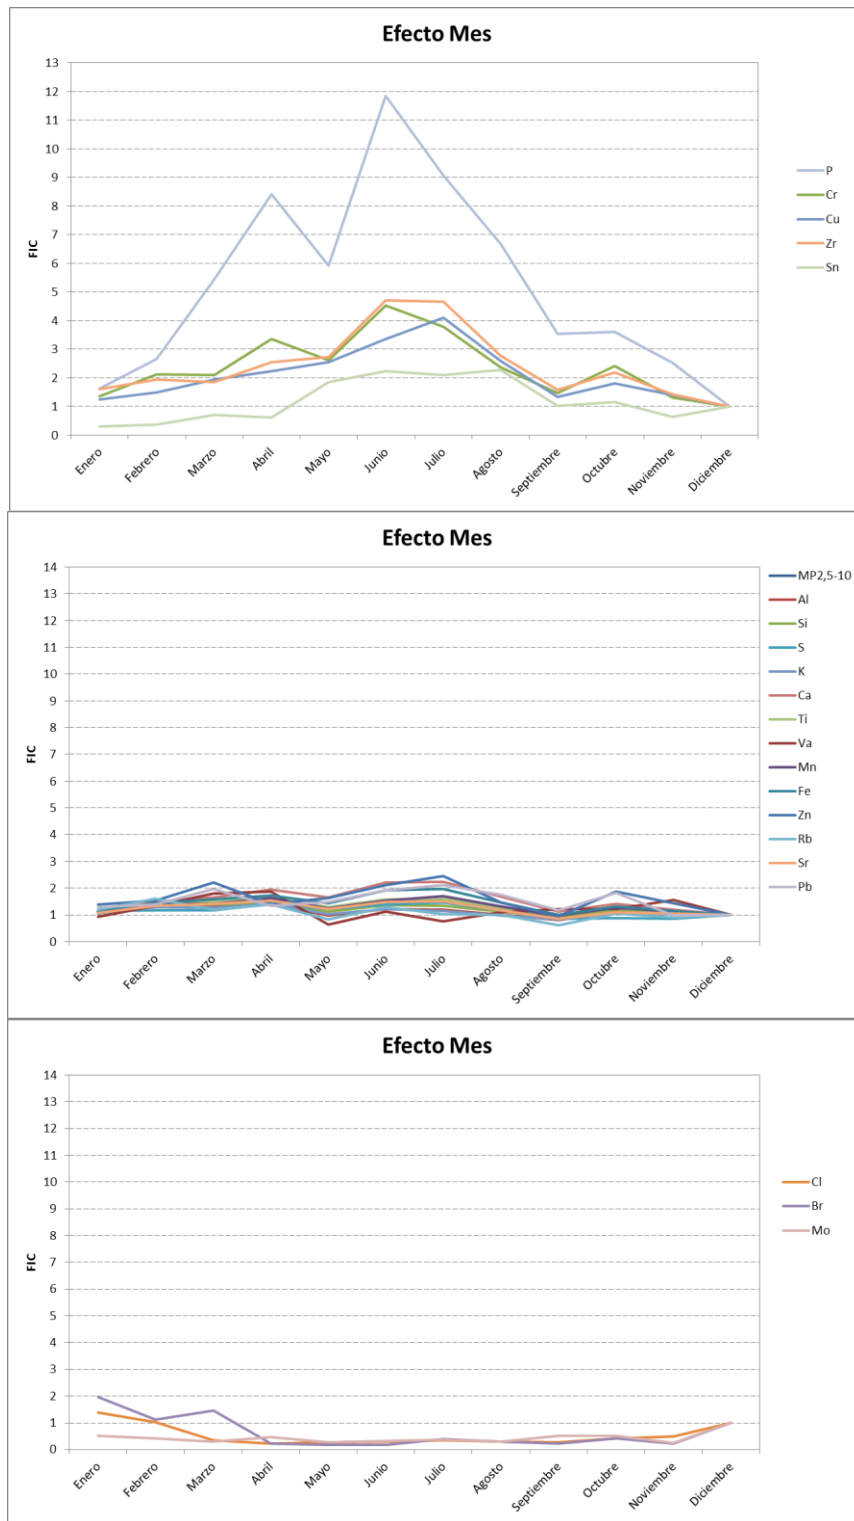 Efecto Mes
13
12
11
10
9
8
7
6
5
4
3
2
1
0
FIC
Enero
Febrero
Marzo
Abril
Mayo
Junio
Julio
Agosto
Septiembre
Octubre
Noviembre
Diciembre
P
Cr
Cu
Zr
Sn
Efecto Mes
14
13
12
11
10
9
8
7
6
5
4
3
2
1
0
FIC
Enero
Febrero
Marzo
Abril
Mayo
Junio
Julio
Agosto
Septiembre
Octubre
Noviembre
Diciembre
MP2,5-10
Al
Si
S
K
Ca
Ti
Va
Mn
Fe
Zn
Rb
Sr
Pb
Efecto Mes
14
13
12
11
10
9
8
7
6
5
4
3
2
1
0
FIC
Enero
Febrero
Marzo
Abril
Mayo
Junio
Julio
Agosto
Septiembre
Octubre
Noviembre
Diciembre
Cl
Br
Mo